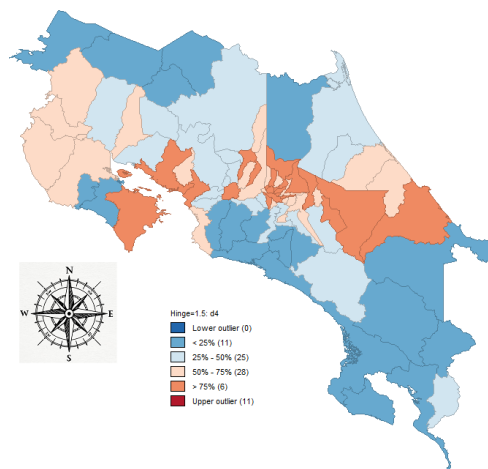 N
W
E
S
Hinge=1.5: d4
Lower outlier (0)
< 25% (11)
25% - 50% (25)
50% - 75% (28)
> 75% (6)
Upper outlier (11)